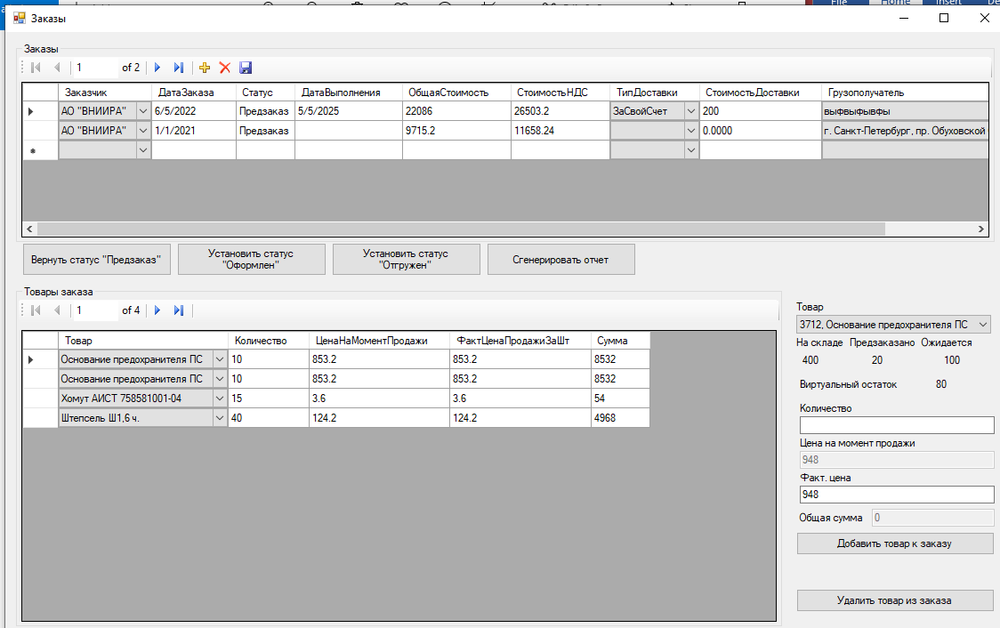 File Home Insert
Заказы
Заказы
1 of 2
Заказчик ДатаЗаказа Статус ДатаВыполнения ОбщаяСтоимость СтоимостьНДС ТипДоставки СтоимостьДоставки Грузополучатель
АО "ВНИИРА" 6/5/2022 Предзаказ 5/5/2025 22086 26503.2 ЗаСвойСчет 200 выфвыфывфы
АО "ВНИИРА" 1/1/2021 Предзаказ 9715.2 11658.24 0.0000 г. Санкт-Петербург, пр. Обуховской
Вернуть статус "Предзаказ"
Установить статус
"Оформлен"
Установить статус
"Отгружен"
Сгенерировать отчет
Товары заказа
1 of 4
Товар Количество ЦенаНаМоментПродажи ФактЦенаПродажиЗаШт Сумма
Основание предохранителя ПС 10 853.2 853.2 8532
Основание предохранителя ПС 10 853.2 853.2 8532
Хомут АИСТ 758581001-04 15 3.6 3.6 54
Штепсель Ш1,6 ч. 40 124.2 124.2 4968
Товар
3712, Основание предохранителя ПС
На складе Предзаказано Ожидается
400 20 100
Виртуальный остаток 80
Количество
Цена на момент продажи
948
Факт. цена
948
Общая сумма 0
Добавить товар к заказу
Удалить товар из заказа